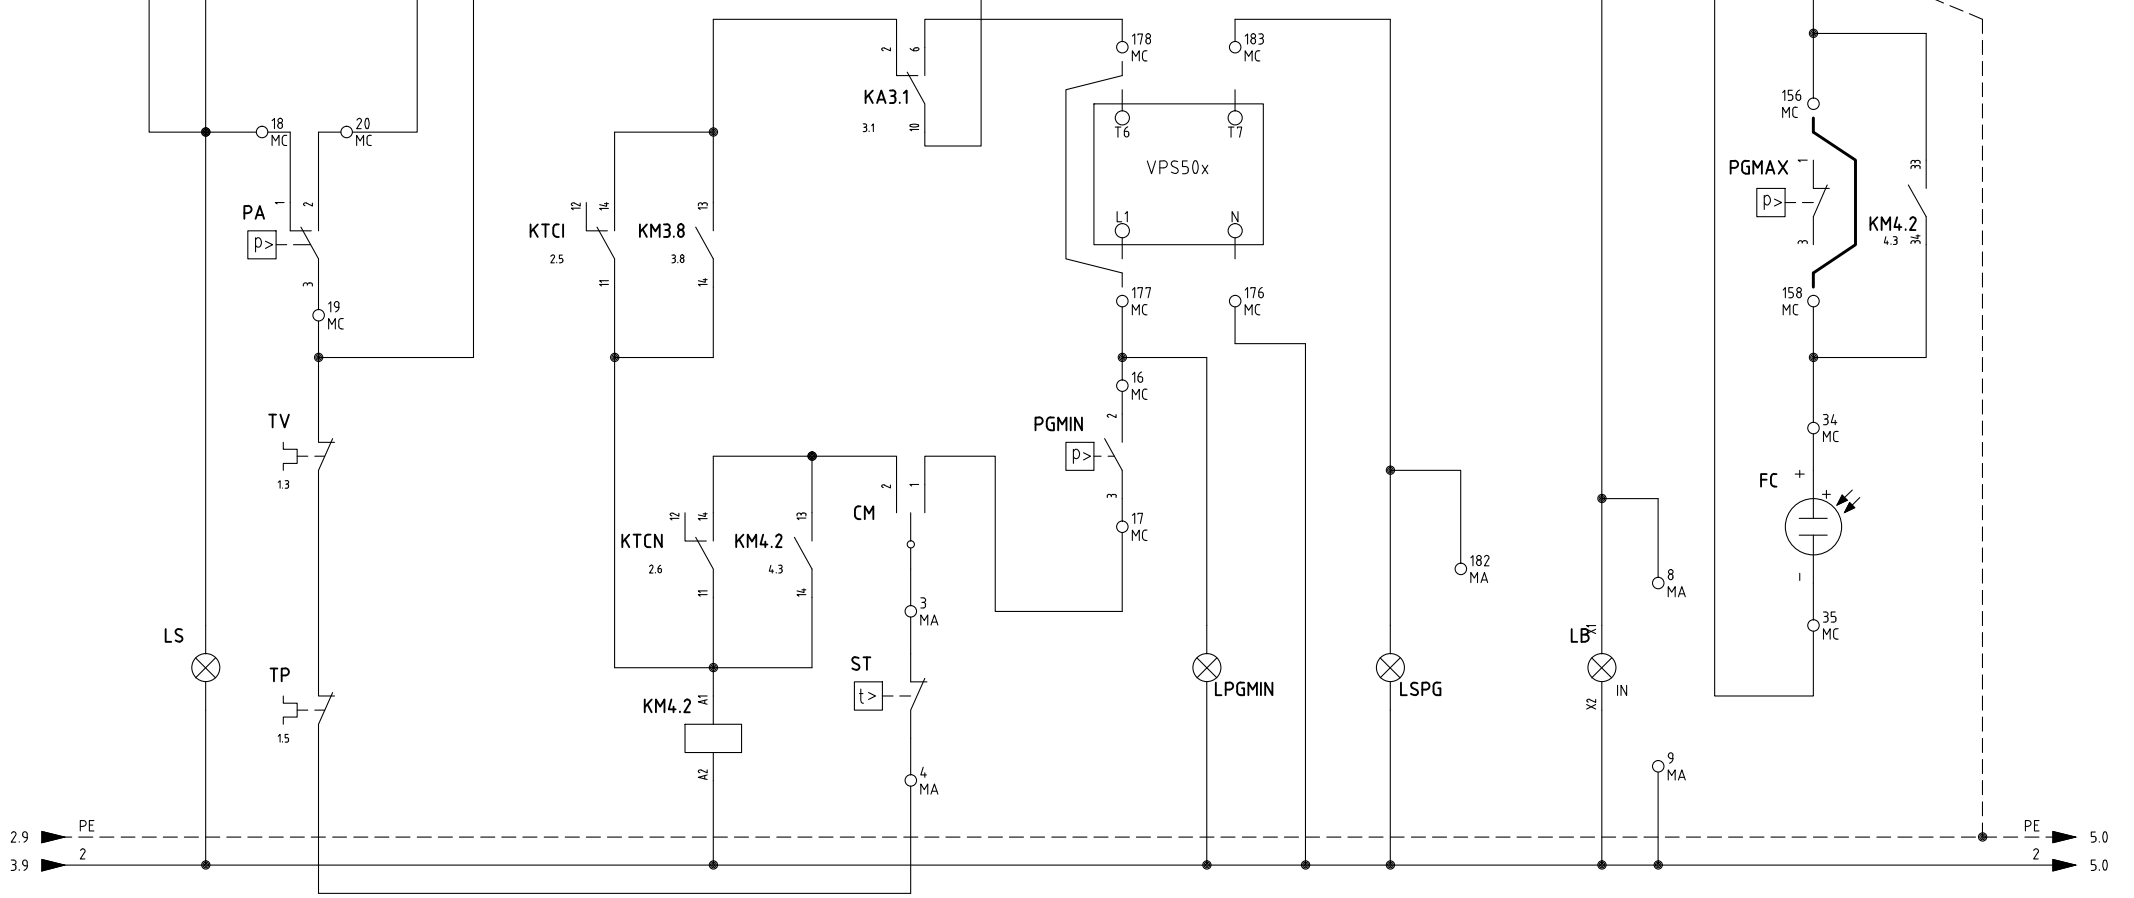 178
MC
183
MC
2
6
KA3.1
3.1
10
T6
T7
VPS50x
L1
N
177
MC
176
MC
156
MC
PGMAX
1
p>
3
33
KM4.2
4.3
34
158
MC
18
MC
20
MC
1
2
PA
p>
3
19
MC
12
14
KTCI
2.5
11
13
KM3.8
3.8
14
TV
1.3
16
MC
2
PGMIN
p>
3
17
MC
34
MC
FC
+
+
-
35
MC
2
1
CM
12
14
KTCN
2.6
11
13
KM4.2
4.3
14
182
MA
8
MA
3
MA
LS
TP
1.5
ST
t>
KM4.2
A1
A2
4
MA
LPGMIN
LSPG
LB
X1
IN
X2
9
MA
2.9
PE
PE
5.0
3.9
2
2
5.0